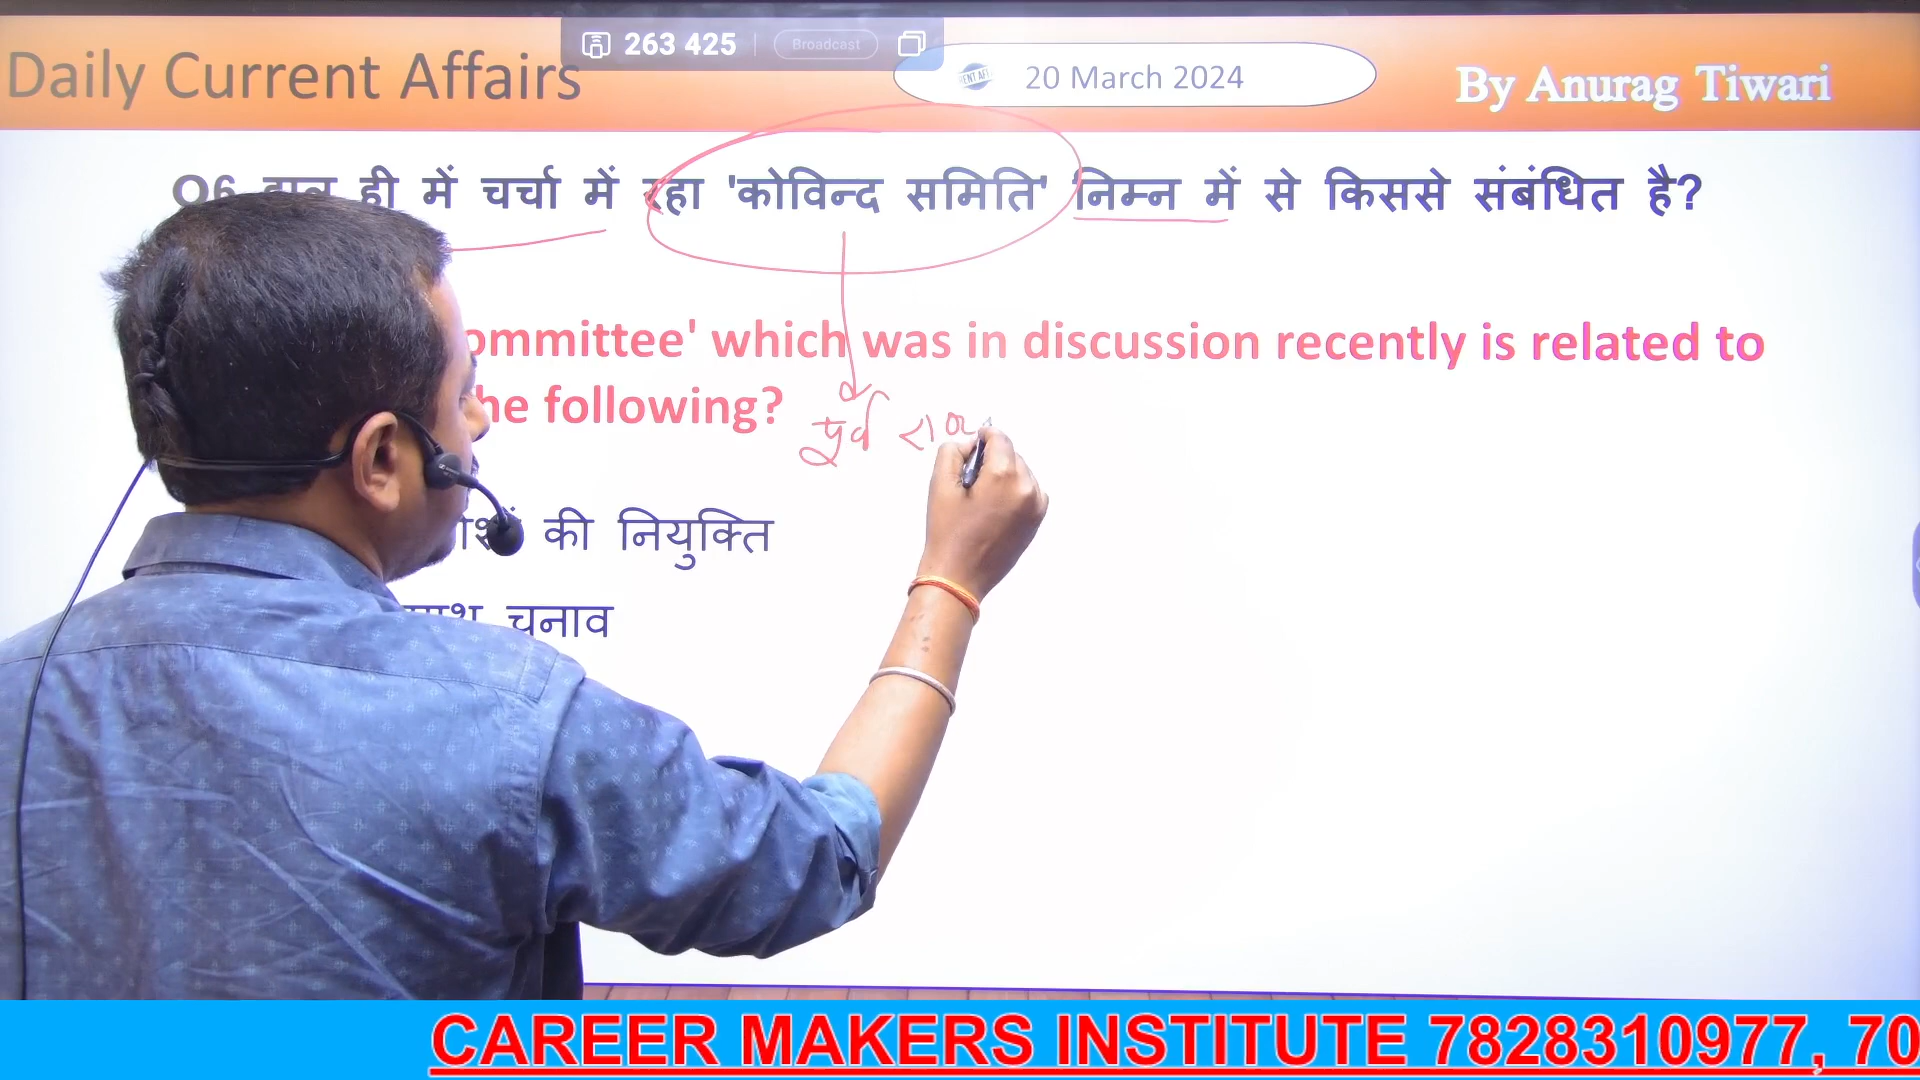 263 425
Broadcast
Daily Current Affairs
20 March 2024
By Anurag Tiwari
ही में चर्चा में रहा 'कोविन्द समिति' निम्न में से किससे संबंधित है?
ommittee' which was in discussion recently is related to
he following?
पूर्व
की नियुक्ति
चुनाव
CAREER MAKERS INSTITUTE 7828310977, 70